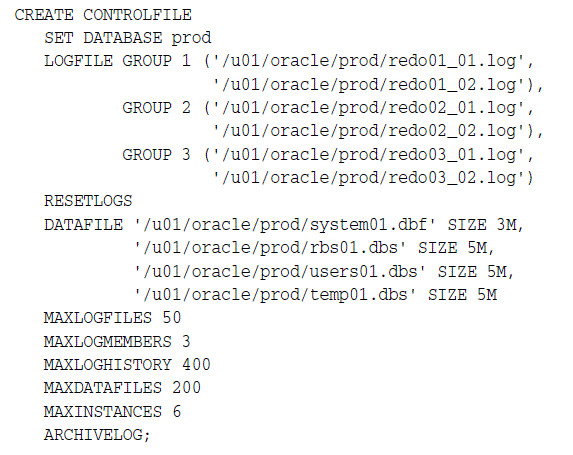 CREATE CONTROLFILE
   SET DATABASE prod
   LOGFILE GROUP 1 ('/u01/oracle/prod/redo01_01.log',
                    '/u01/oracle/prod/redo01_02.log'),
           GROUP 2 ('/u01/oracle/prod/redo02_01.log',
                    '/u01/oracle/prod/redo02_02.log'),
           GROUP 3 ('/u01/oracle/prod/redo03_01.log',
                    '/u01/oracle/prod/redo03_02.log')
   RESETLOGS
   DATAFILE '/u01/oracle/prod/system01.dbf' SIZE 3M,
            '/u01/oracle/prod/rbs01.dbs' SIZE 5M,
            '/u01/oracle/prod/users01.dbs' SIZE 5M,
            '/u01/oracle/prod/temp01.dbs' SIZE 5M
   MAXLOGFILES 50
   MAXLOGMEMBERS 3
   MAXLOGHISTORY 400
   MAXDATAFILES 200
   MAXINSTANCES 6
   ARCHIVELOG;